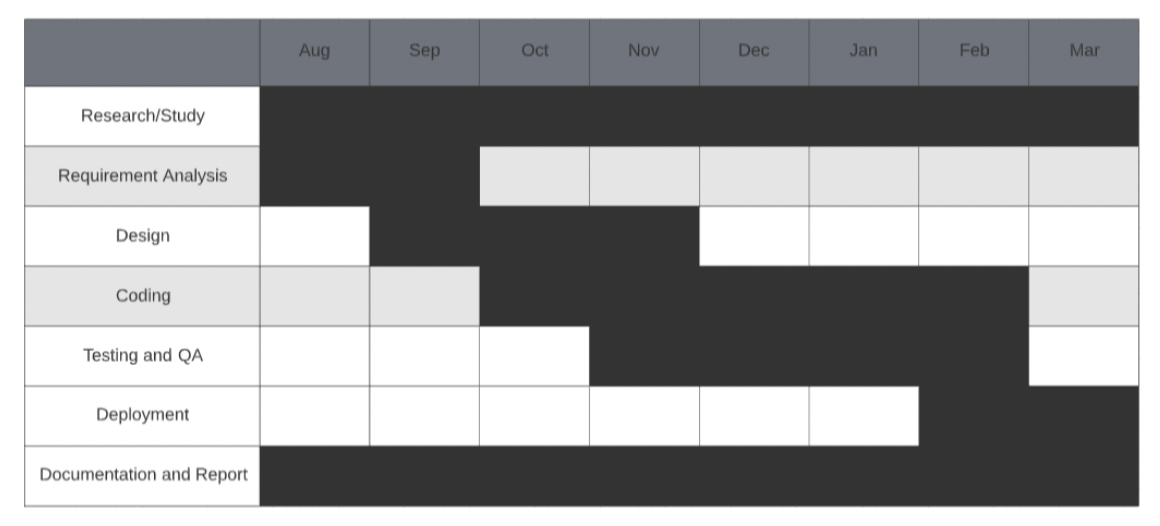 Aug Sep Oct Nov Dec Jan Feb Mar
Research/Study
Requirement Analysis
Design
Coding
Testing and QA
Deployment
Documentation and Report